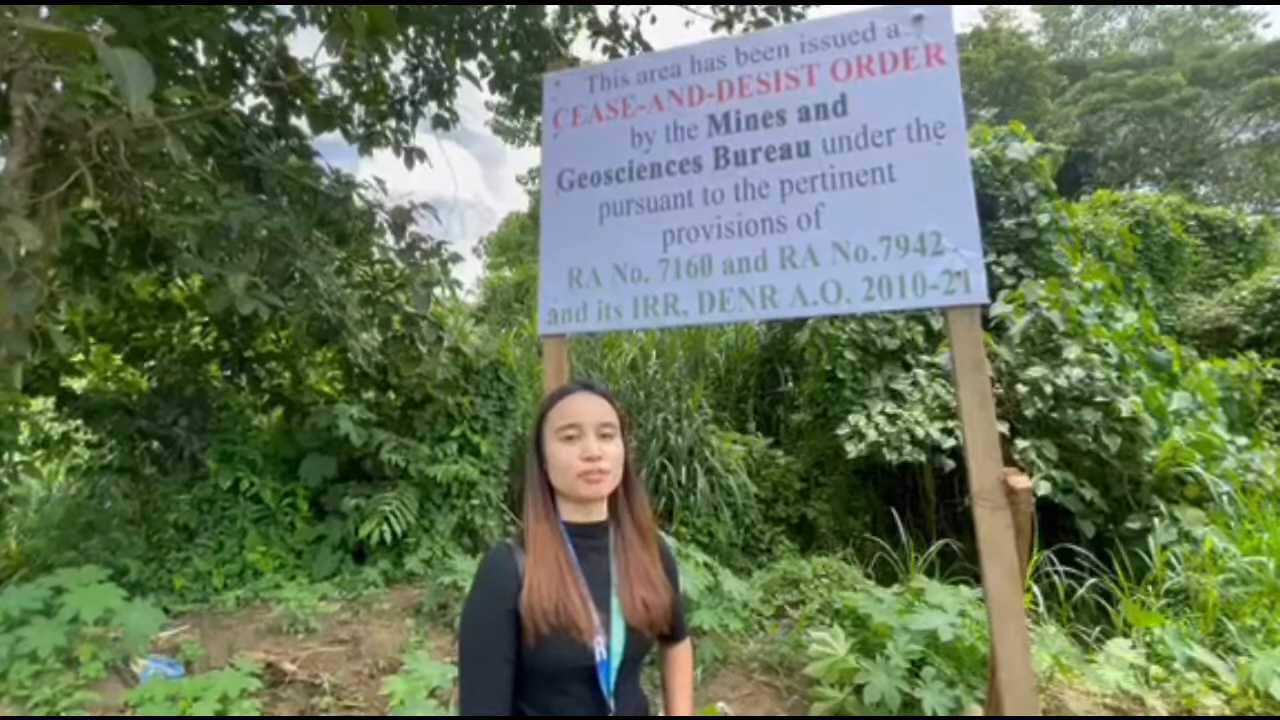 This area has been issued a
CEASE-AND-DESIST ORDER
by the Mines and
Geosciences Bureau under the
pursuant to the pertinent
provisions of
RA No. 7160 and RA No.7942
and its IRR, DENR A.O. 2010-21